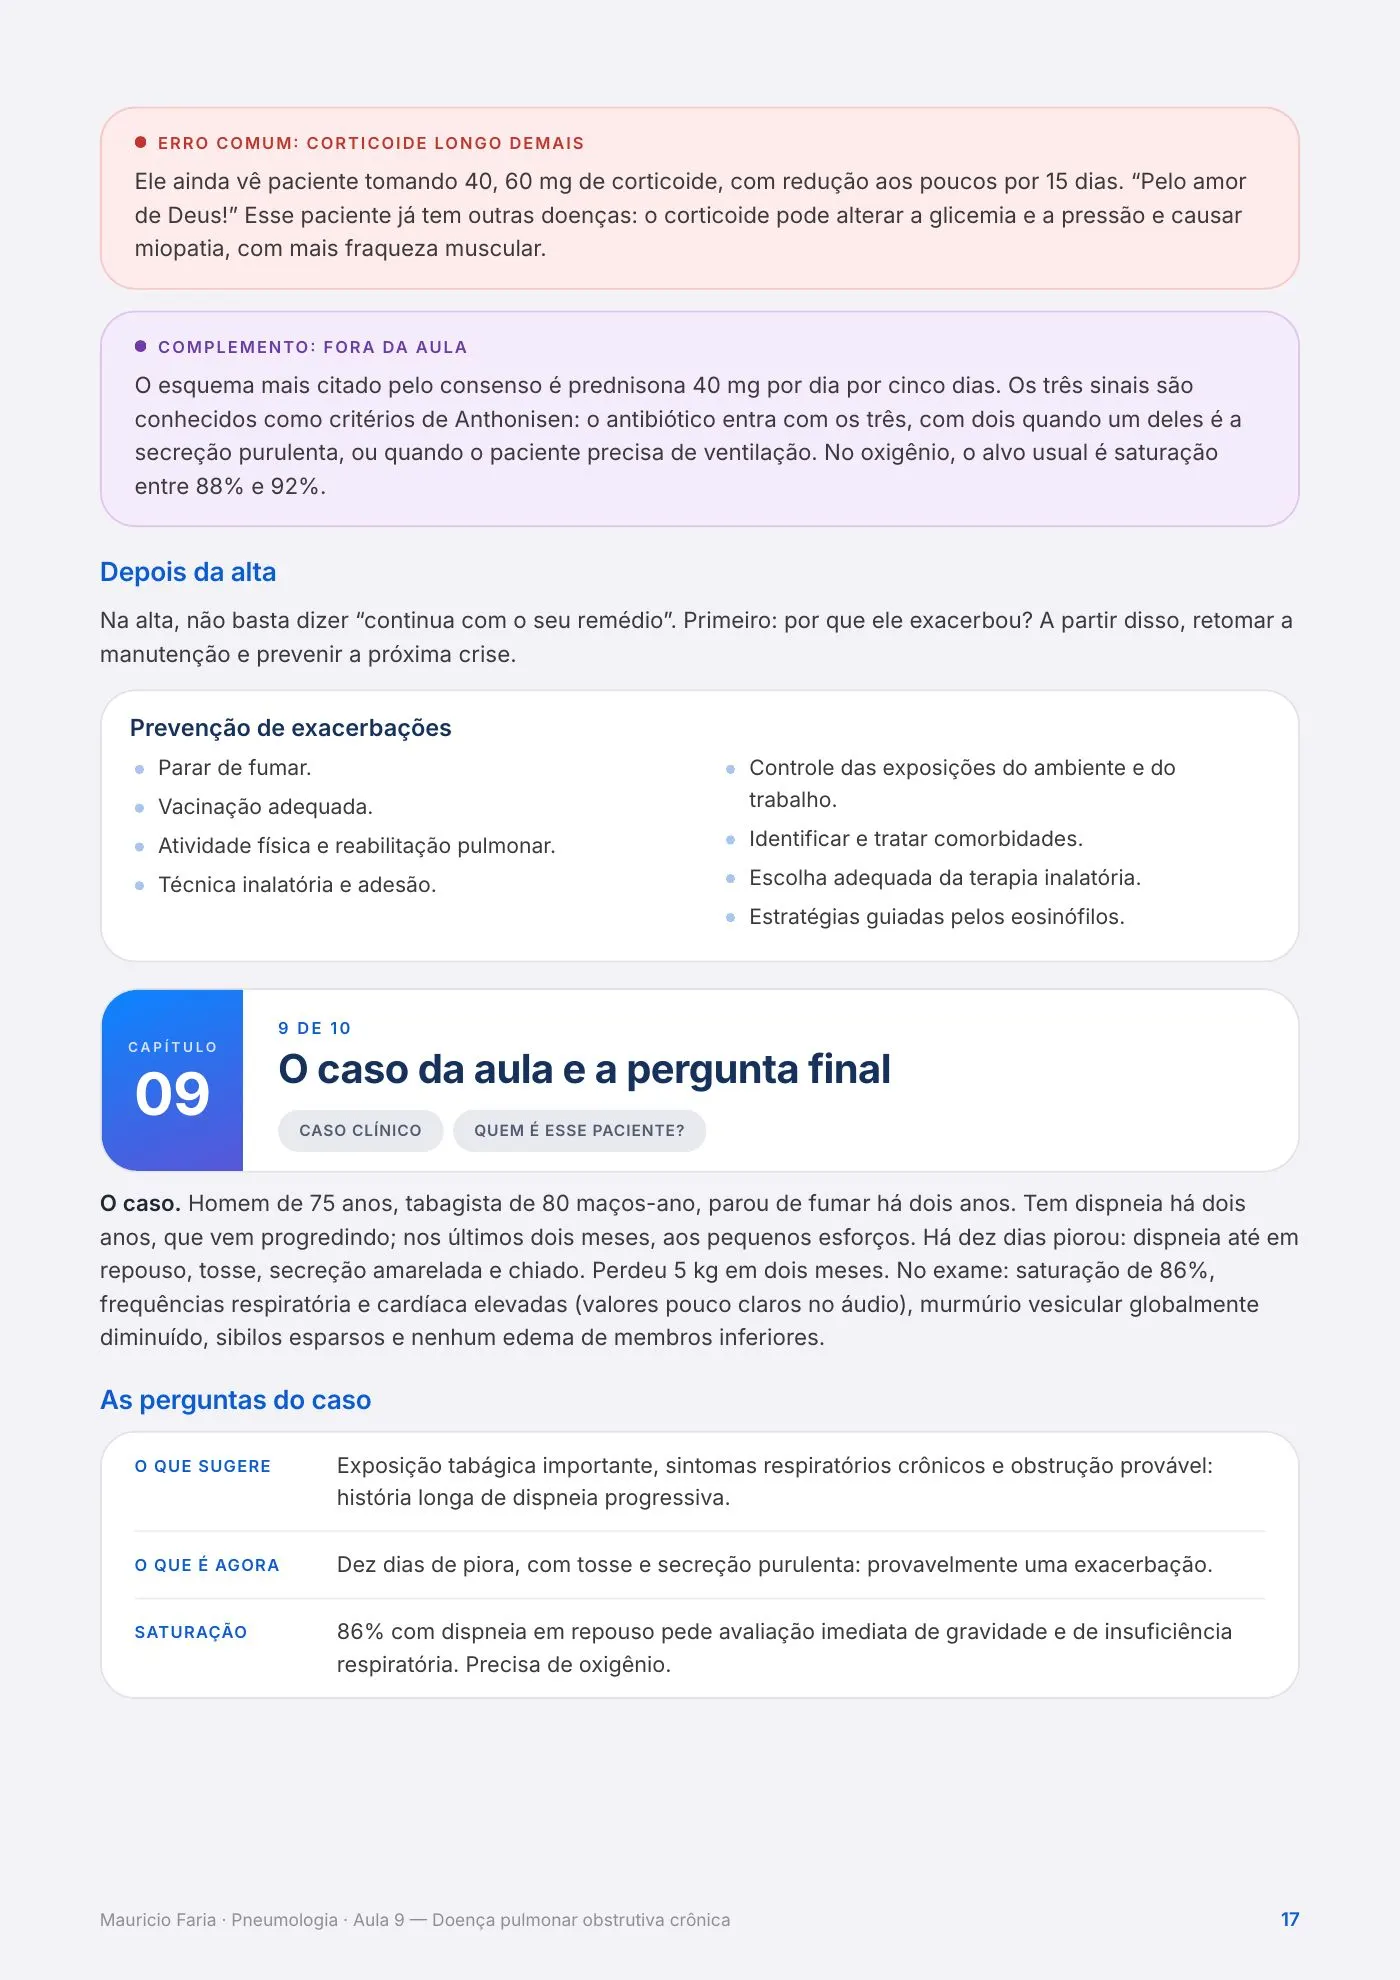 ERRO COMUM: CORTICOIDE LONGO DEMAIS
Ele ainda vê paciente tomando 40, 60 mg de corticoide, com redução aos poucos por 15 dias. “Pelo amor
de Deus!” Esse paciente já tem outras doenças: o corticoide pode alterar a glicemia e a pressão e causar
miopatia, com mais fraqueza muscular.
COMPLEMENTO: FORA DA AULA
O esquema mais citado pelo consenso é prednisona 40 mg por dia por cinco dias. Os três sinais são
conhecidos como critérios de Anthonisen: o antibiótico entra com os três, com dois quando um deles é a
secreção purulenta, ou quando o paciente precisa de ventilação. No oxigênio, o alvo usual é saturação
entre 88% e 92%.
Depois da alta
Na alta, não basta dizer “continua com o seu remédio”. Primeiro: por que ele exacerbou? A partir disso, retomar a
manutenção e prevenir a próxima crise.
Prevenção de exacerbações
Parar de fumar.
Vacinação adequada.
Atividade física e reabilitação pulmonar.
Técnica inalatória e adesão.
Controle das exposições do ambiente e do
trabalho.
Identificar e tratar comorbidades.
Escolha adequada da terapia inalatória.
Estratégias guiadas pelos eosinófilos.
CAPÍTULO
09
9 DE 10
O caso da aula e a pergunta final
CASO CLÍNICO
QUEM É ESSE PACIENTE?
O caso. Homem de 75 anos, tabagista de 80 maços-ano, parou de fumar há dois anos. Tem dispneia há dois
anos, que vem progredindo; nos últimos dois meses, aos pequenos esforços. Há dez dias piorou: dispneia até em
repouso, tosse, secreção amarelada e chiado. Perdeu 5 kg em dois meses. No exame: saturação de 86%,
frequências respiratória e cardíaca elevadas (valores pouco claros no áudio), murmúrio vesicular globalmente
diminuído, sibilos esparsos e nenhum edema de membros inferiores.
As perguntas do caso
O QUE SUGERE
Exposição tabágica importante, sintomas respiratórios crônicos e obstrução provável:
história longa de dispneia progressiva.
O QUE É AGORA
Dez dias de piora, com tosse e secreção purulenta: provavelmente uma exacerbação.
SATURAÇÃO
86% com dispneia em repouso pede avaliação imediata de gravidade e de insuficiência
respiratória. Precisa de oxigênio.
Mauricio Faria · Pneumologia · Aula 9 — Doença pulmonar obstrutiva crônica
17